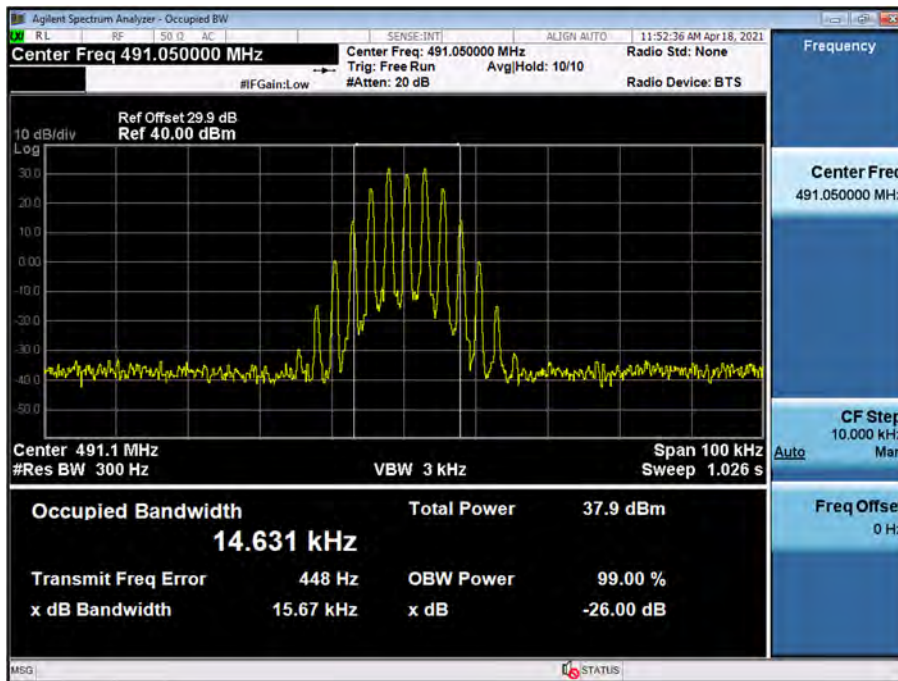 Agilent Spectrum Analyzer - Occupied BW
RL RF 50 Ω AC SENSE:INT ALIGN AUTO 11:52:36 AM Apr 18, 2021
Center Freq 491.050000 MHz
Center Freq: 491.050000 MHz Radio Std: None
Trig: Free Run Avg|Hold: 10/10
#IFGain:Low #Atten: 20 dB Radio Device: BTS
Ref Offset 29.9 dB
10 dB/div Ref 40.00 dBm
Log
30.0
20.0
10.0
0.00
-10.0
-20.0
-30.0
-40.0
-50.0
Center 491.1 MHz Span 100 kHz
#Res BW 300 Hz VBW 3 kHz Sweep 1.026 s
Occupied Bandwidth Total Power 37.9 dBm
14.631 kHz
Transmit Freq Error 448 Hz OBW Power 99.00 %
x dB Bandwidth 15.67 kHz x dB -26.00 dB
MSG STATUS
Frequency
Center Freq
491.050000 MHz
CF Step
10.000 kHz
Auto Man
Freq Offse
0 Hz